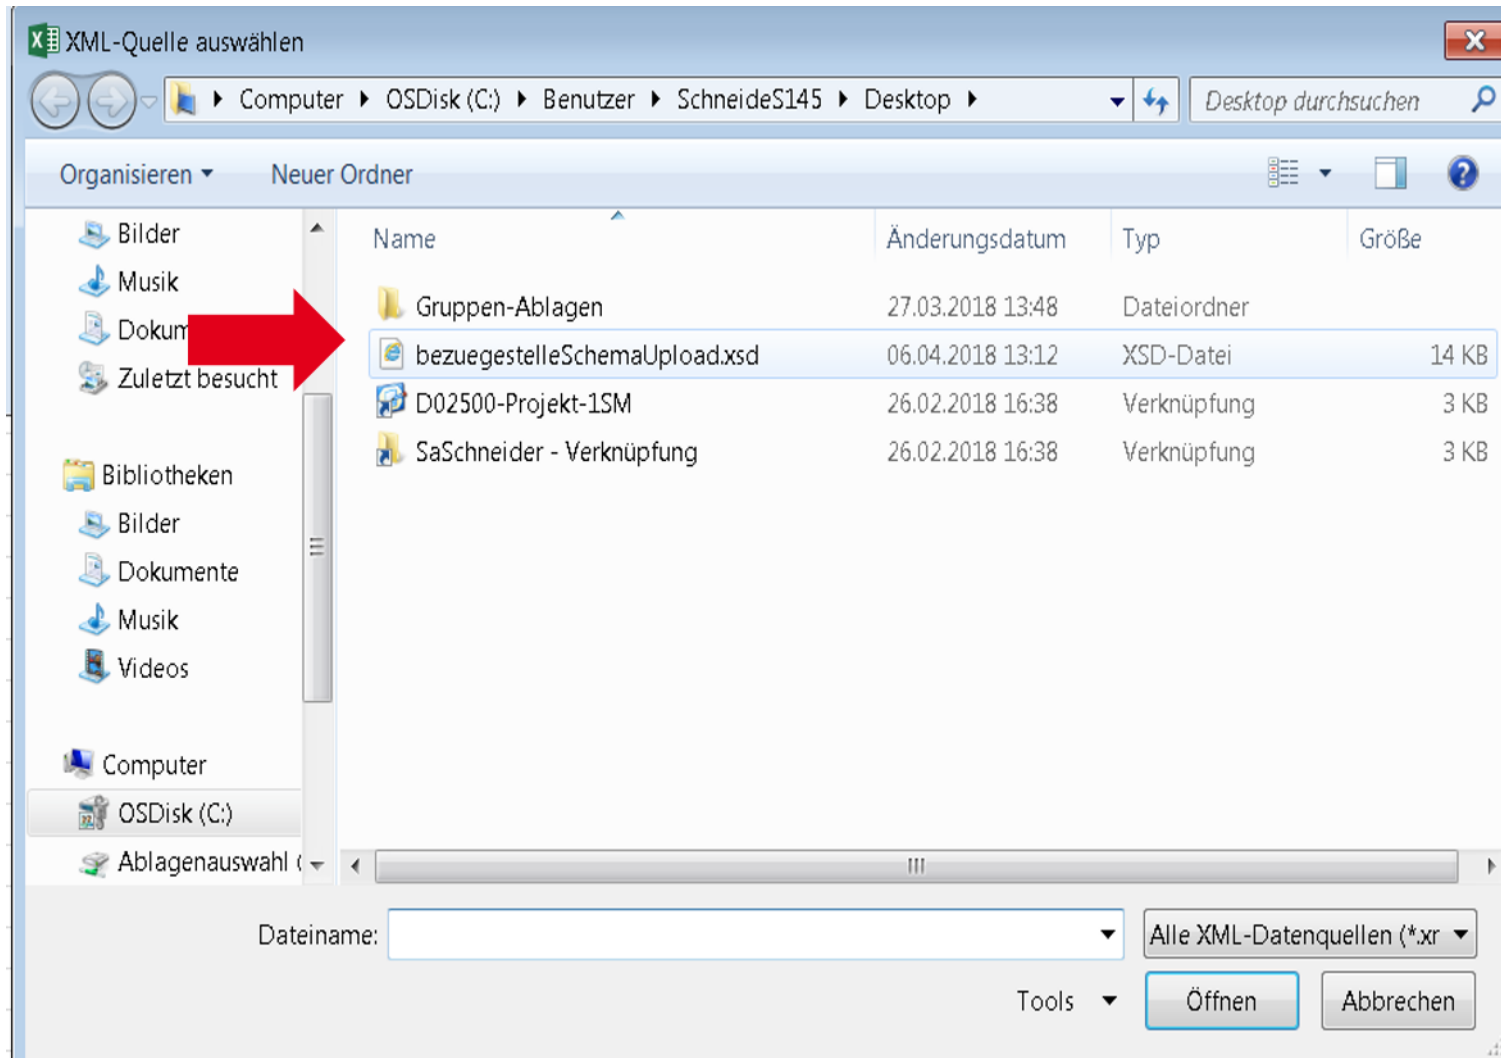 XML-Quelle auswählen
Computer OSDisk (C:) Benutzer SchneideS145 Desktop Desktop durchsuchen
Organisieren Neuer Ordner
Bilder
Musik
Dokum
Zuletzt besucht
Bibliotheken
Bilder
Dokumente
Musik
Videos
Computer
OSDisk (C:)
Ablagenauswahl (
Name Änderungsdatum Typ Größe
Gruppen-Ablagen 27.03.2018 13:48 Dateiordner
bezuegestelleSchemaUpload.xsd 06.04.2018 13:12 XSD-Datei 14 KB
D02500-Projekt-1SM 26.02.2018 16:38 Verknüpfung 3 KB
SaSchneider - Verknüpfung 26.02.2018 16:38 Verknüpfung 3 KB
Dateiname: Alle XML-Datenquellen (*.xr
Tools Öffnen Abbrechen